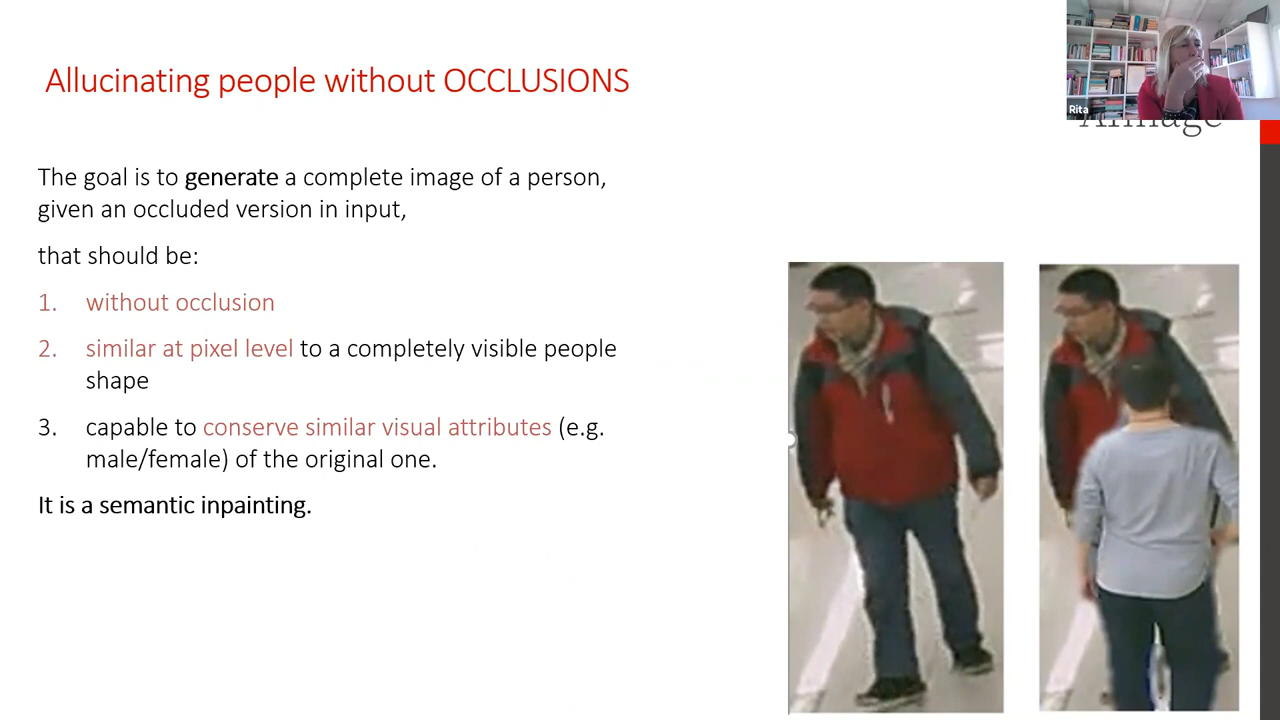 Allucinating people without OCCLUSIONS
Rita
The goal is to generate a complete image of a person,
given an occluded version in input,
that should be:
1. without occlusion
2. similar at pixel level to a completely visible people
shape
3. capable to conserve similar visual attributes (e.g.
male/female) of the original one.
It is a semantic inpainting.